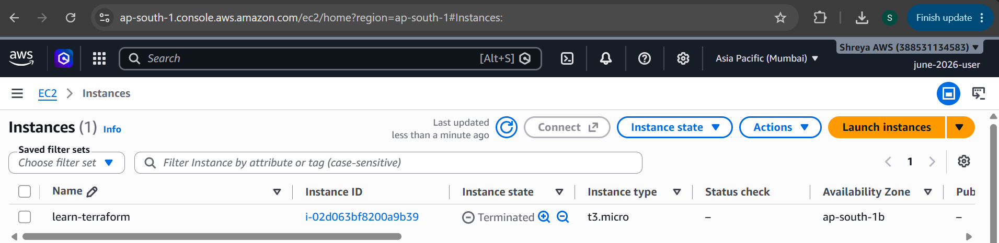 ap-south-1.console.aws.amazon.com/ec2/home?region=ap-south-1#Instances:
S
Finish update
aws
Search
[Alt+S]
Asia Pacific (Mumbai)
Shreya AWS (388531134583)
june-2026-user
EC2
Instances
Instances (1) Info
Last updated
less than a minute ago
Connect
Instance state
Actions
Launch instances
Saved filter sets
Choose filter set
Filter Instance by attribute or tag (case-sensitive)
1
Name Instance ID Instance state Instance type Status check Availability Zone Pub
learn-terraform i-02d063bf8200a9b39 Terminated t3.micro – ap-south-1b –